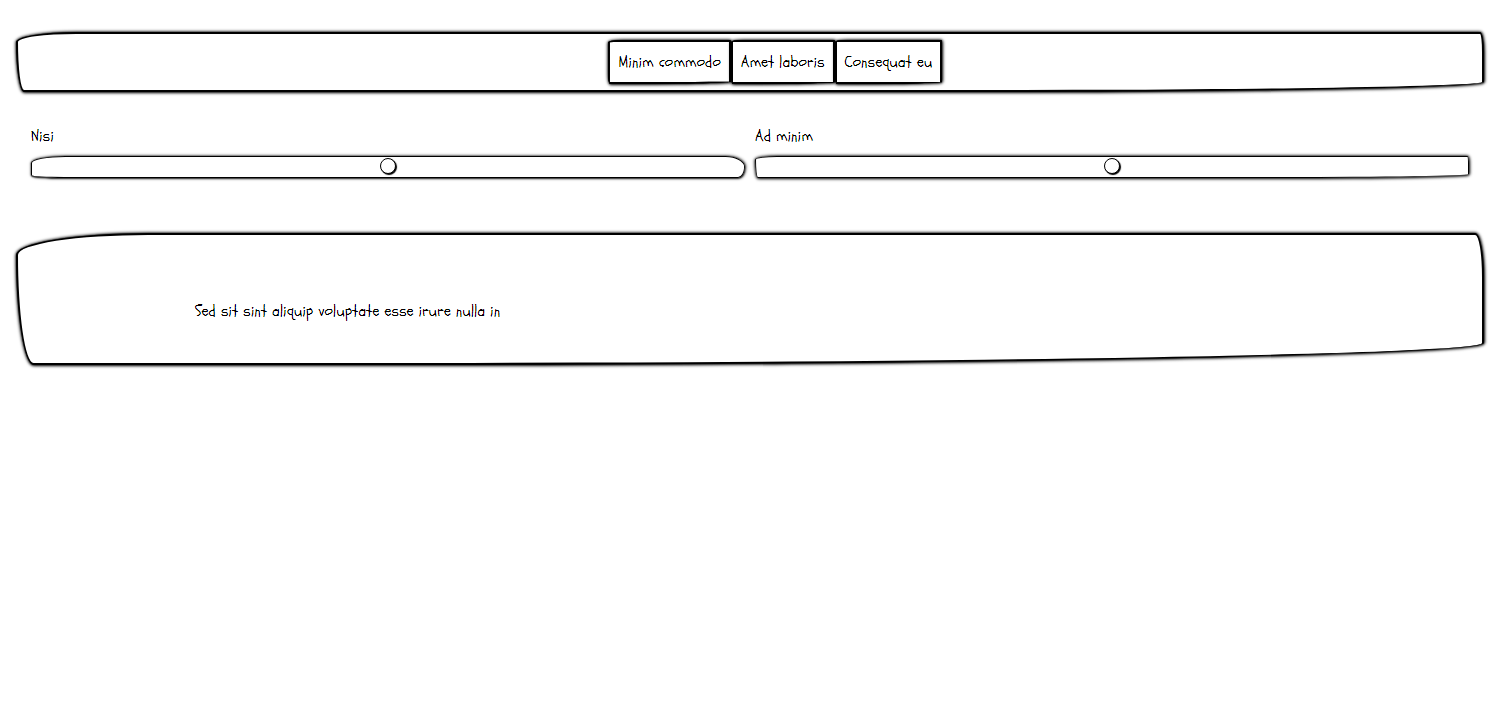 Minim commodo Amet laboris Consequat eu
Nisi Ad minim
Sed sit sint aliquip voluptate esse irure nulla in